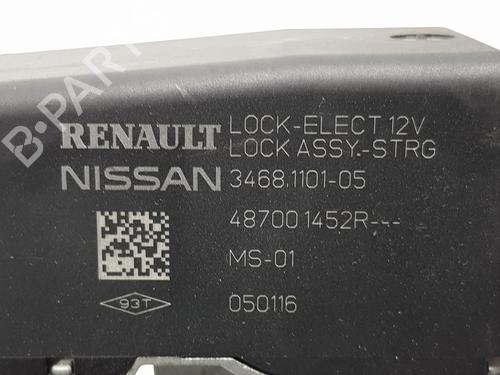 B-PARTS
RENAULT LOCK-ELECT 12V
LOCK ASSY.-STRG
NISSAN 3468.1101-05
487001452R---
MS-01
93T 050116